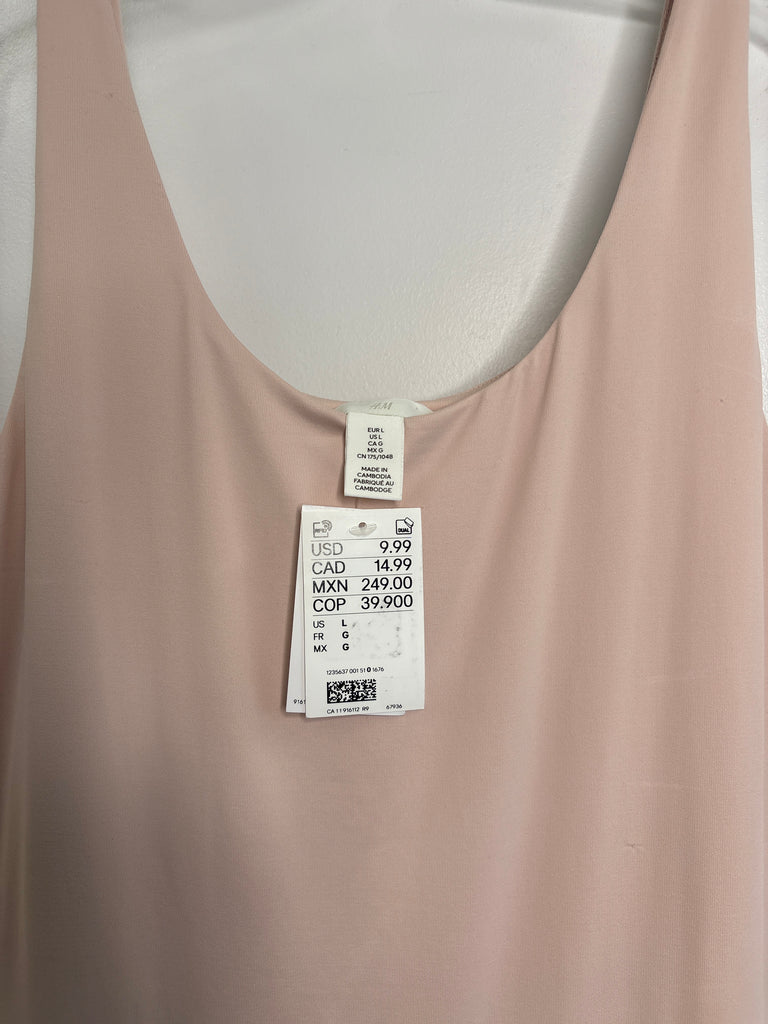 H&M
EUR L
US L
CA G
MX G
CN 175/104B
MADE IN
CAMBODIA
FABRIQUÉ AU
CAMBODGE
RFID
DUAL
USD 9.99
CAD 14.99
MXN 249.00
COP 39.900
US L
FR G
MX G
1235637 001 51 0 1676
9161
CA 11 916112 R9 67936